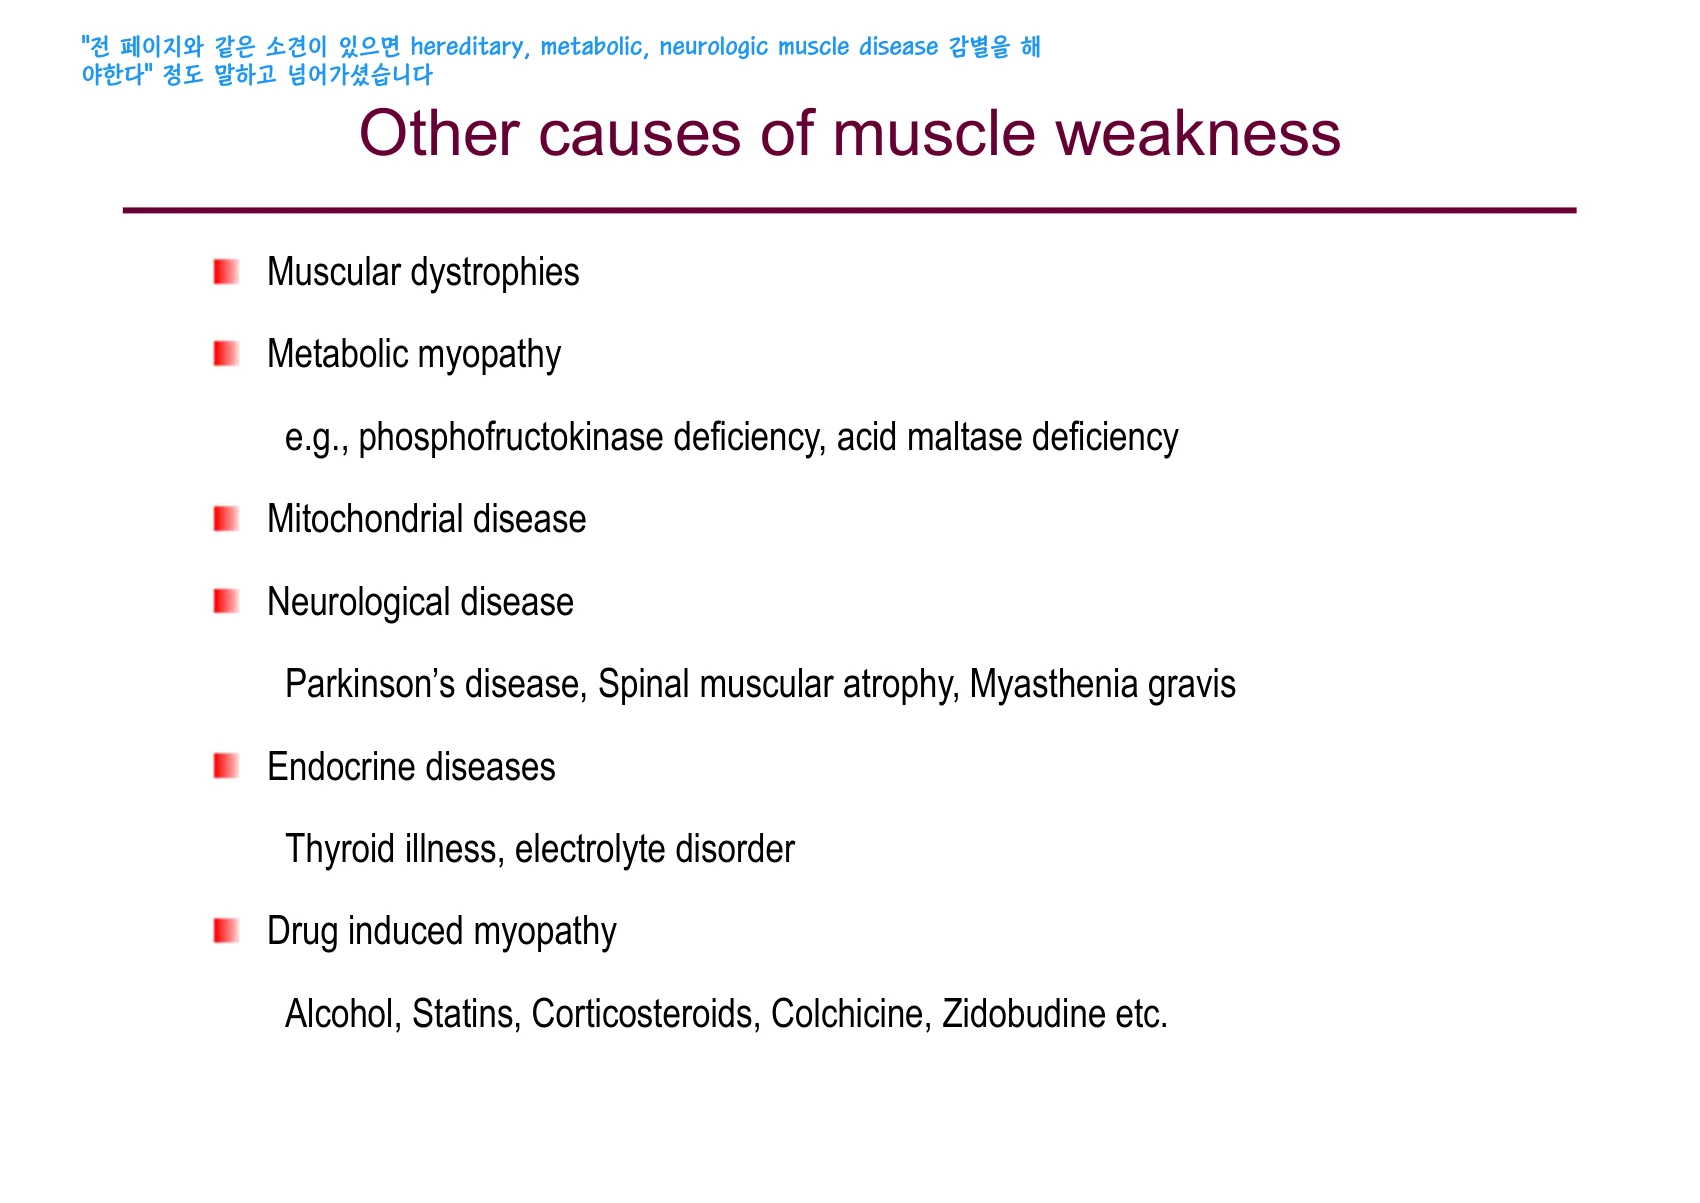 "전 페이지와 같은 소견이 있으면 hereditary, metabolic, neurologic muscle disease 감별을 해
야한다" 정도 말하고 넘어가셨습니다
Other causes of muscle weakness
Muscular dystrophies
Metabolic myopathy
e.g., phosphofructokinase deficiency, acid maltase deficiency
Mitochondrial disease
Neurological disease
Parkinson’s disease, Spinal muscular atrophy, Myasthenia gravis
Endocrine diseases
Thyroid illness, electrolyte disorder
Drug induced myopathy
Alcohol, Statins, Corticosteroids, Colchicine, Zidobudine etc.